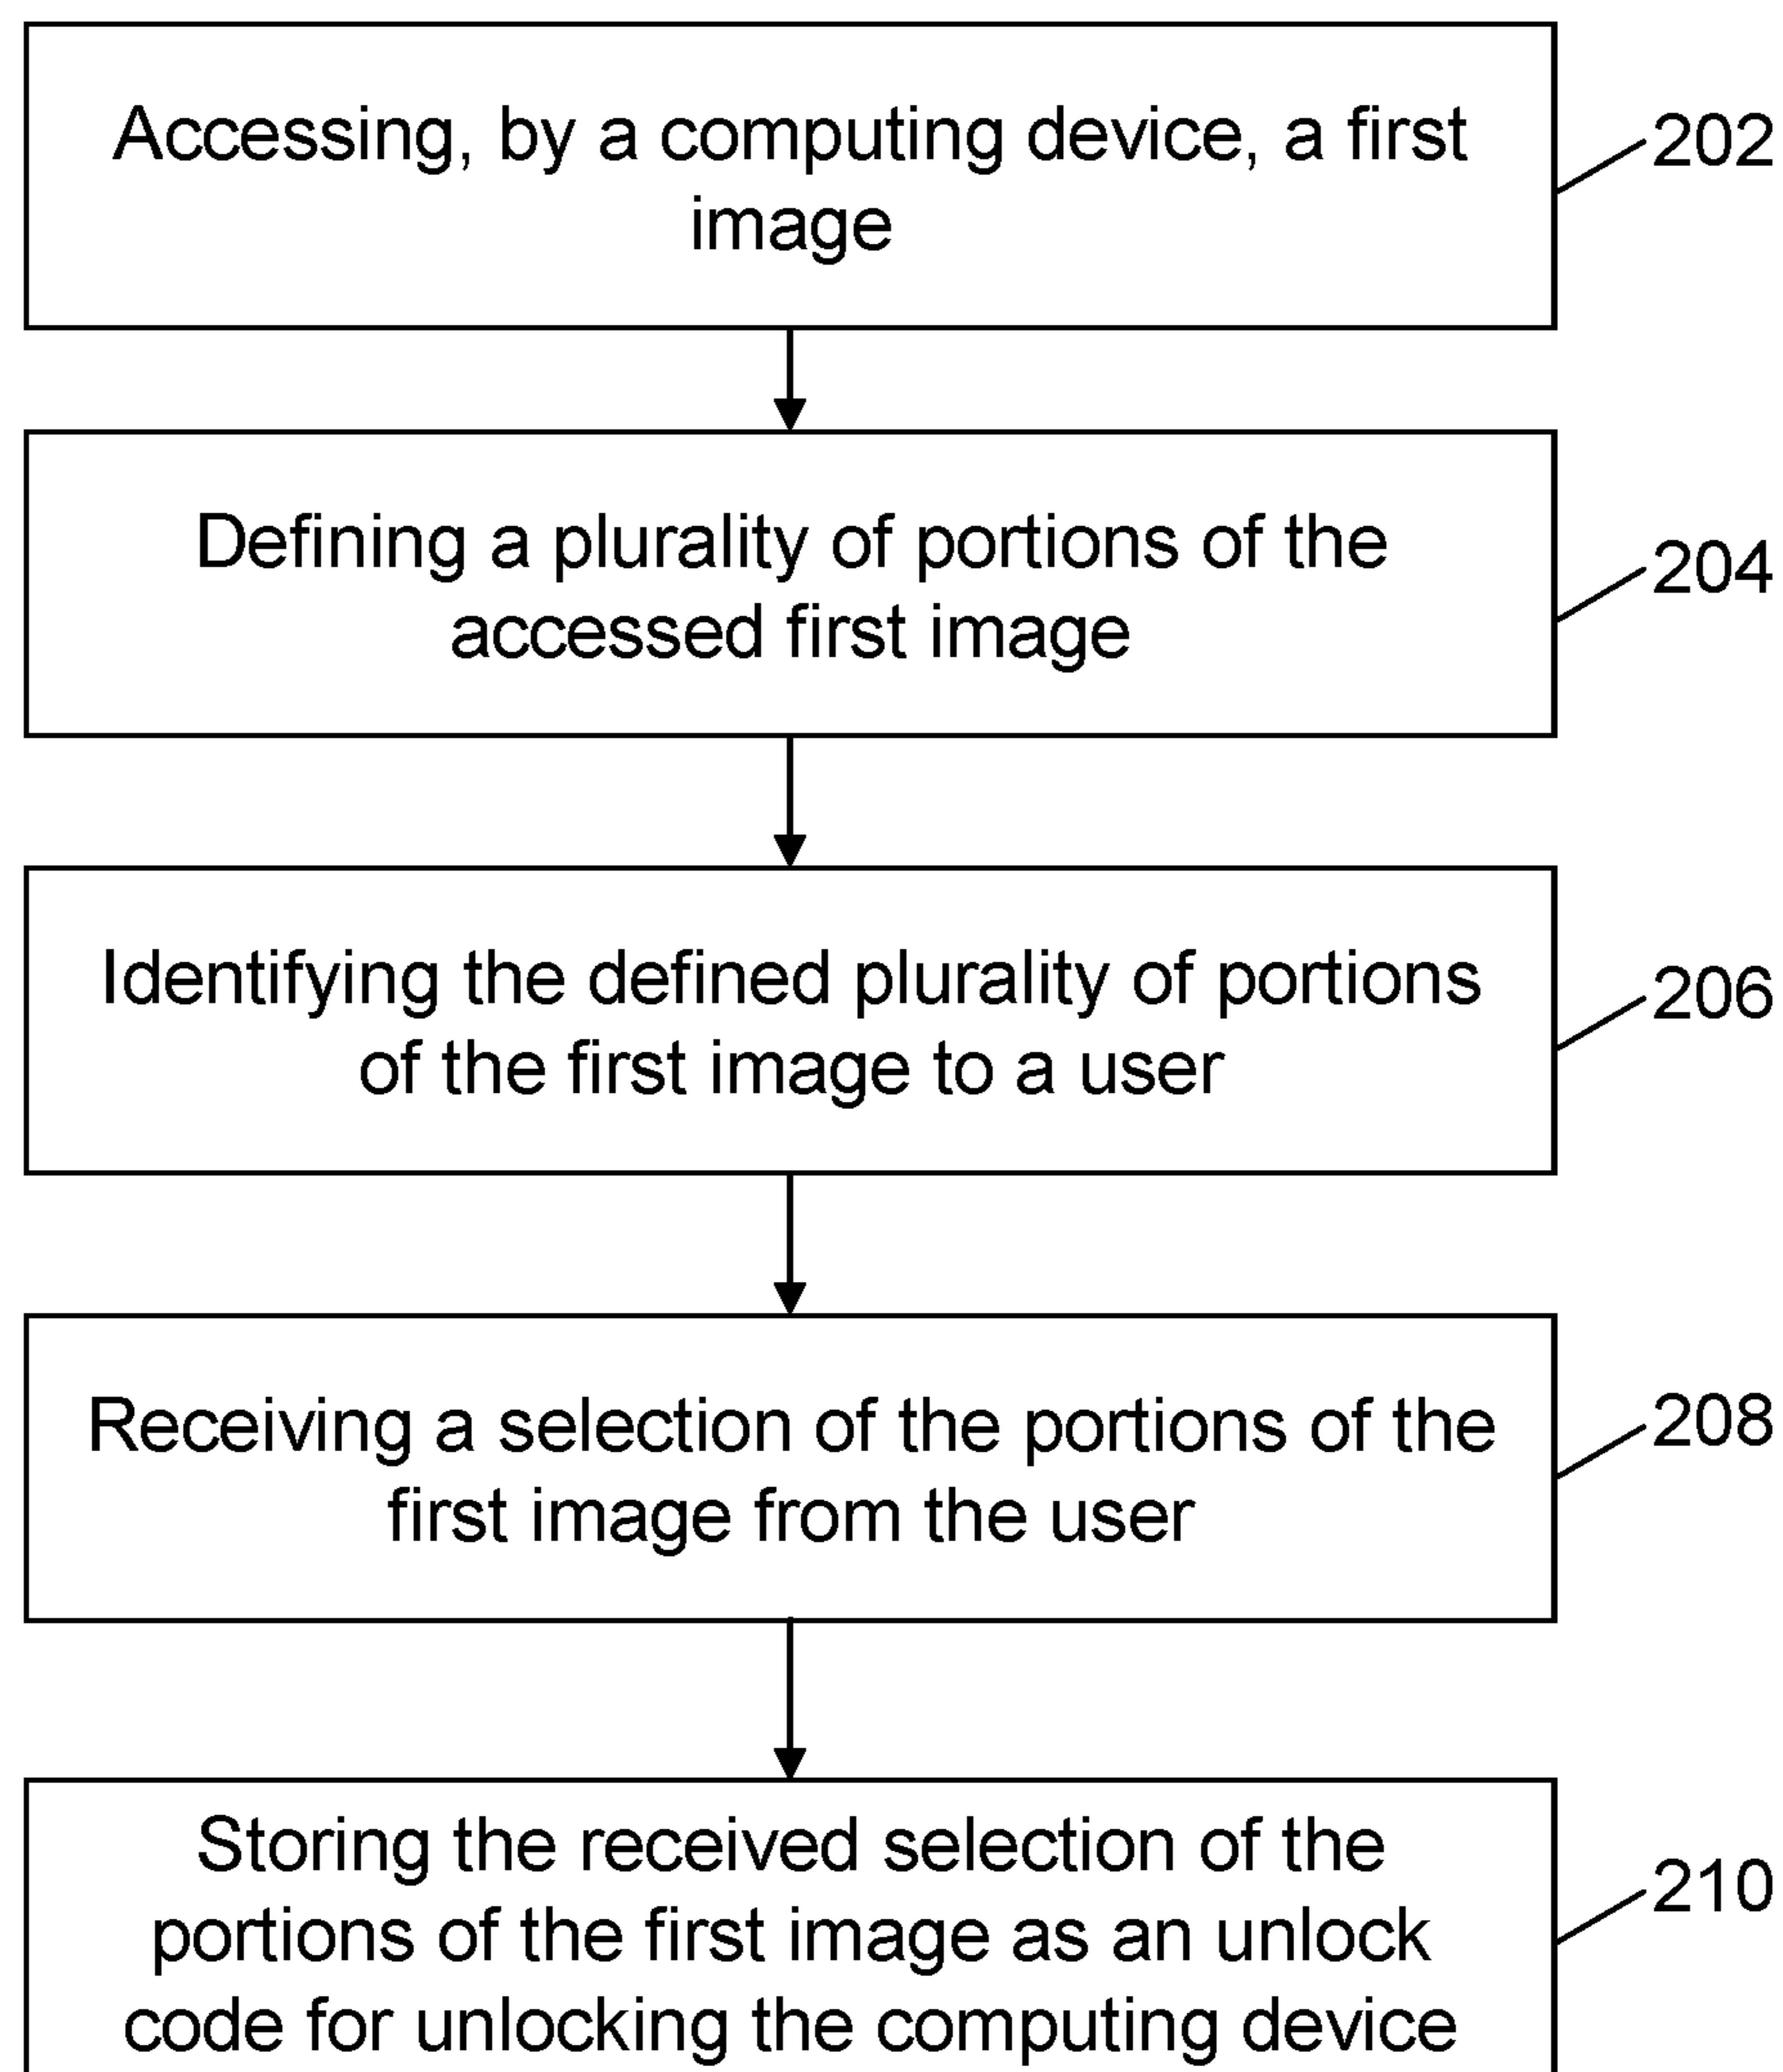 Accessing, by a computing device, a first
image
202
Defining a plurality of portions of the
accessed first image
204
Identifying the defined plurality of portions
of the first image to a user
206
Receiving a selection of the portions of the
first image from the user
208
Storing the received selection of the
portions of the first image as an unlock
code for unlocking the computing device
210